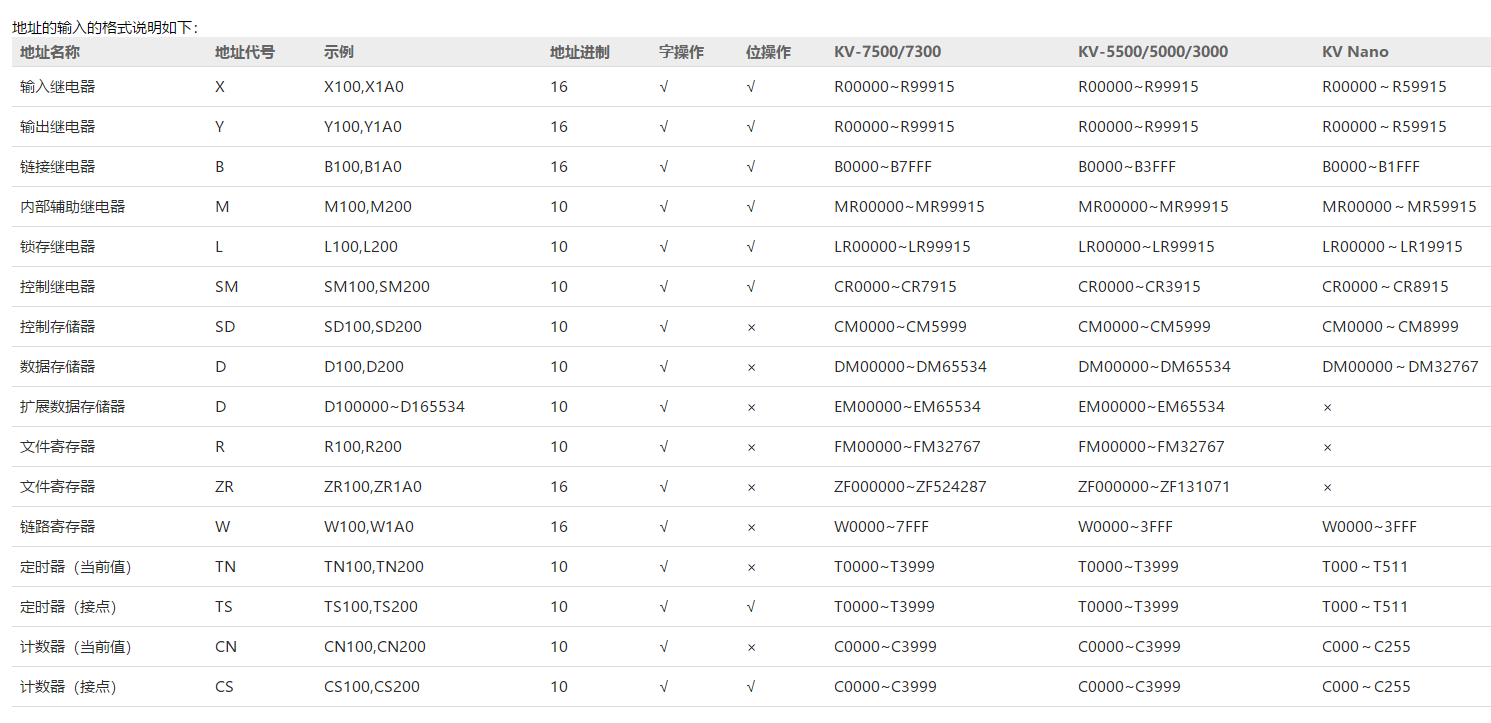 地址的输入的格式说明如下：
地址名称 地址代号 示例 地址进制 字操作 位操作 KV-7500/7300 KV-5500/5000/3000 KV Nano
输入继电器 X X100,X1A0 16 √ √ R00000~R99915 R00000~R99915 R00000～R59915
输出继电器 Y Y100,Y1A0 16 √ √ R00000~R99915 R00000~R99915 R00000～R59915
链接继电器 B B100,B1A0 16 √ √ B0000~B7FFF B0000~B3FFF B0000~B1FFF
内部辅助继电器 M M100,M200 10 √ √ MR00000~MR99915 MR00000~MR99915 MR00000～MR59915
锁存继电器 L L100,L200 10 √ √ LR00000~LR99915 LR00000~LR99915 LR00000～LR19915
控制继电器 SM SM100,SM200 10 √ √ CR0000~CR7915 CR0000~CR3915 CR0000～CR8915
控制存储器 SD SD100,SD200 10 √ × CM0000~CM5999 CM0000~CM5999 CM0000～CM8999
数据存储器 D D100,D200 10 √ × DM00000~DM65534 DM00000~DM65534 DM00000～DM32767
扩展数据存储器 D D100000~D165534 10 √ × EM00000~EM65534 EM00000~EM65534 ×
文件寄存器 R R100,R200 10 √ × FM00000~FM32767 FM00000~FM32767 ×
文件寄存器 ZR ZR100,ZR1A0 16 √ × ZF000000~ZF524287 ZF000000~ZF131071 ×
链路寄存器 W W100,W1A0 16 √ × W0000~7FFF W0000~3FFF W0000~3FFF
定时器（当前值） TN TN100,TN200 10 √ × T0000~T3999 T0000~T3999 T000～T511
定时器（接点） TS TS100,TS200 10 √ √ T0000~T3999 T0000~T3999 T000～T511
计数器（当前值） CN CN100,CN200 10 √ × C0000~C3999 C0000~C3999 C000～C255
计数器（接点） CS CS100,CS200 10 √ √ C0000~C3999 C0000~C3999 C000～C255